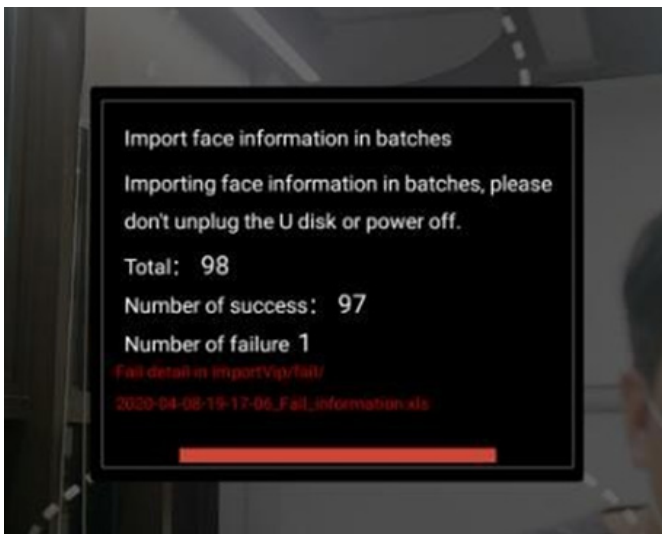 Import face information in batches
Importing face information in batches, please
don't unplug the U disk or power off.
Total： 98
Number of success： 97
Number of failure 1
Fail detail in importVip/fail/
2020-04-08-19-17-06_Fail_information.xls